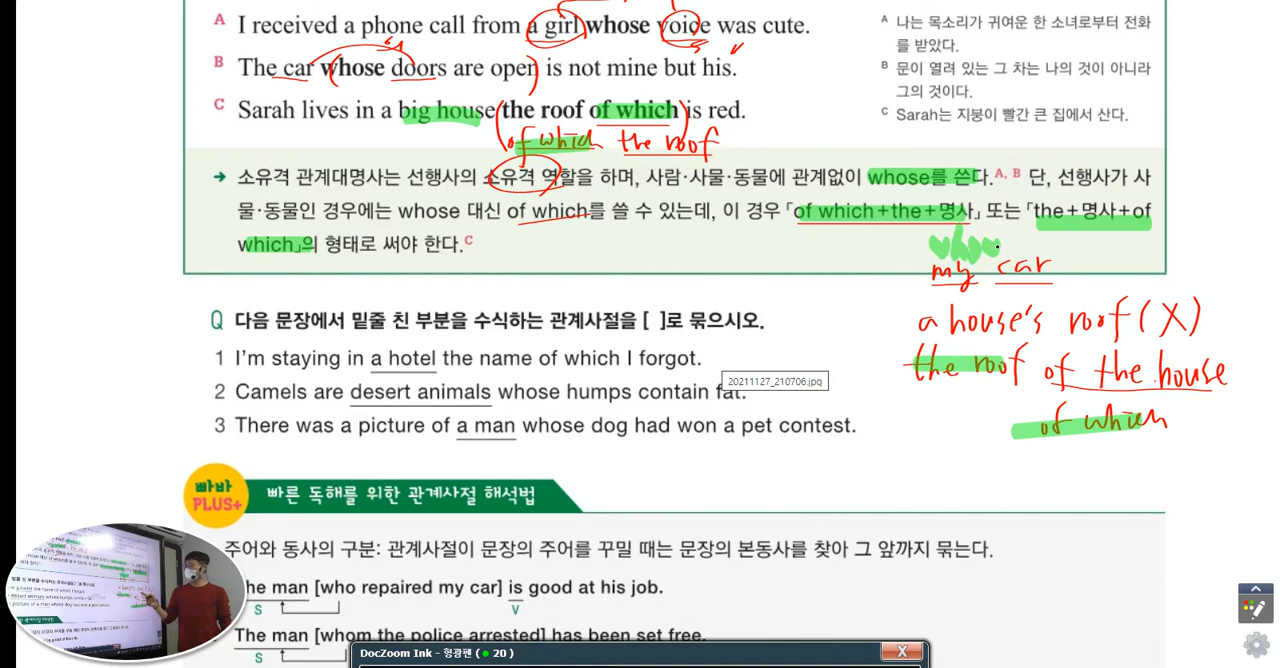 A I received a phone call from a girl whose voice was cute.
A 나는 목소리가 귀여운 한 소녀로부터 전화
를 받았다.
B The car whose doors are open is not mine but his.
B 문이 열려 있는 그 차는 나의 것이 아니라
그의 것이다.
C Sarah lives in a big house the roof of which is red.
C Sarah는 지붕이 빨간 큰 집에서 산다.
of which the roof
→ 소유격 관계대명사는 선행사의 소유격 역할을 하며, 사람·사물·동물에 관계없이 whose를 쓴다.A, B 단, 선행사가 사
물·동물인 경우에는 whose 대신 of which를 쓸 수 있는데, 이 경우 「of which+the+명사」 또는 「the+명사+of
which」의 형태로 써야 한다.C
my car
a house's roof (X)
the roof of the house
of which
Q 다음 문장에서 밑줄 친 부분을 수식하는 관계사절을 [ ]로 묶으시오.
1 I'm staying in a hotel the name of which I forgot.
20211127_210706.jpq
2 Camels are desert animals whose humps contain fat.
3 There was a picture of a man whose dog had won a pet contest.
빠바
PLUS+
빠른 독해를 위한 관계사절 해석법
주어와 동사의 구분: 관계사절이 문장의 주어를 꾸밀 때는 문장의 본동사를 찾아 그 앞까지 묶는다.
The man [who repaired my car] is good at his job.
S V
The man [whom the police arrested] has been set free.
S
DocZoom Ink - 형광펜 ( 20 ) X